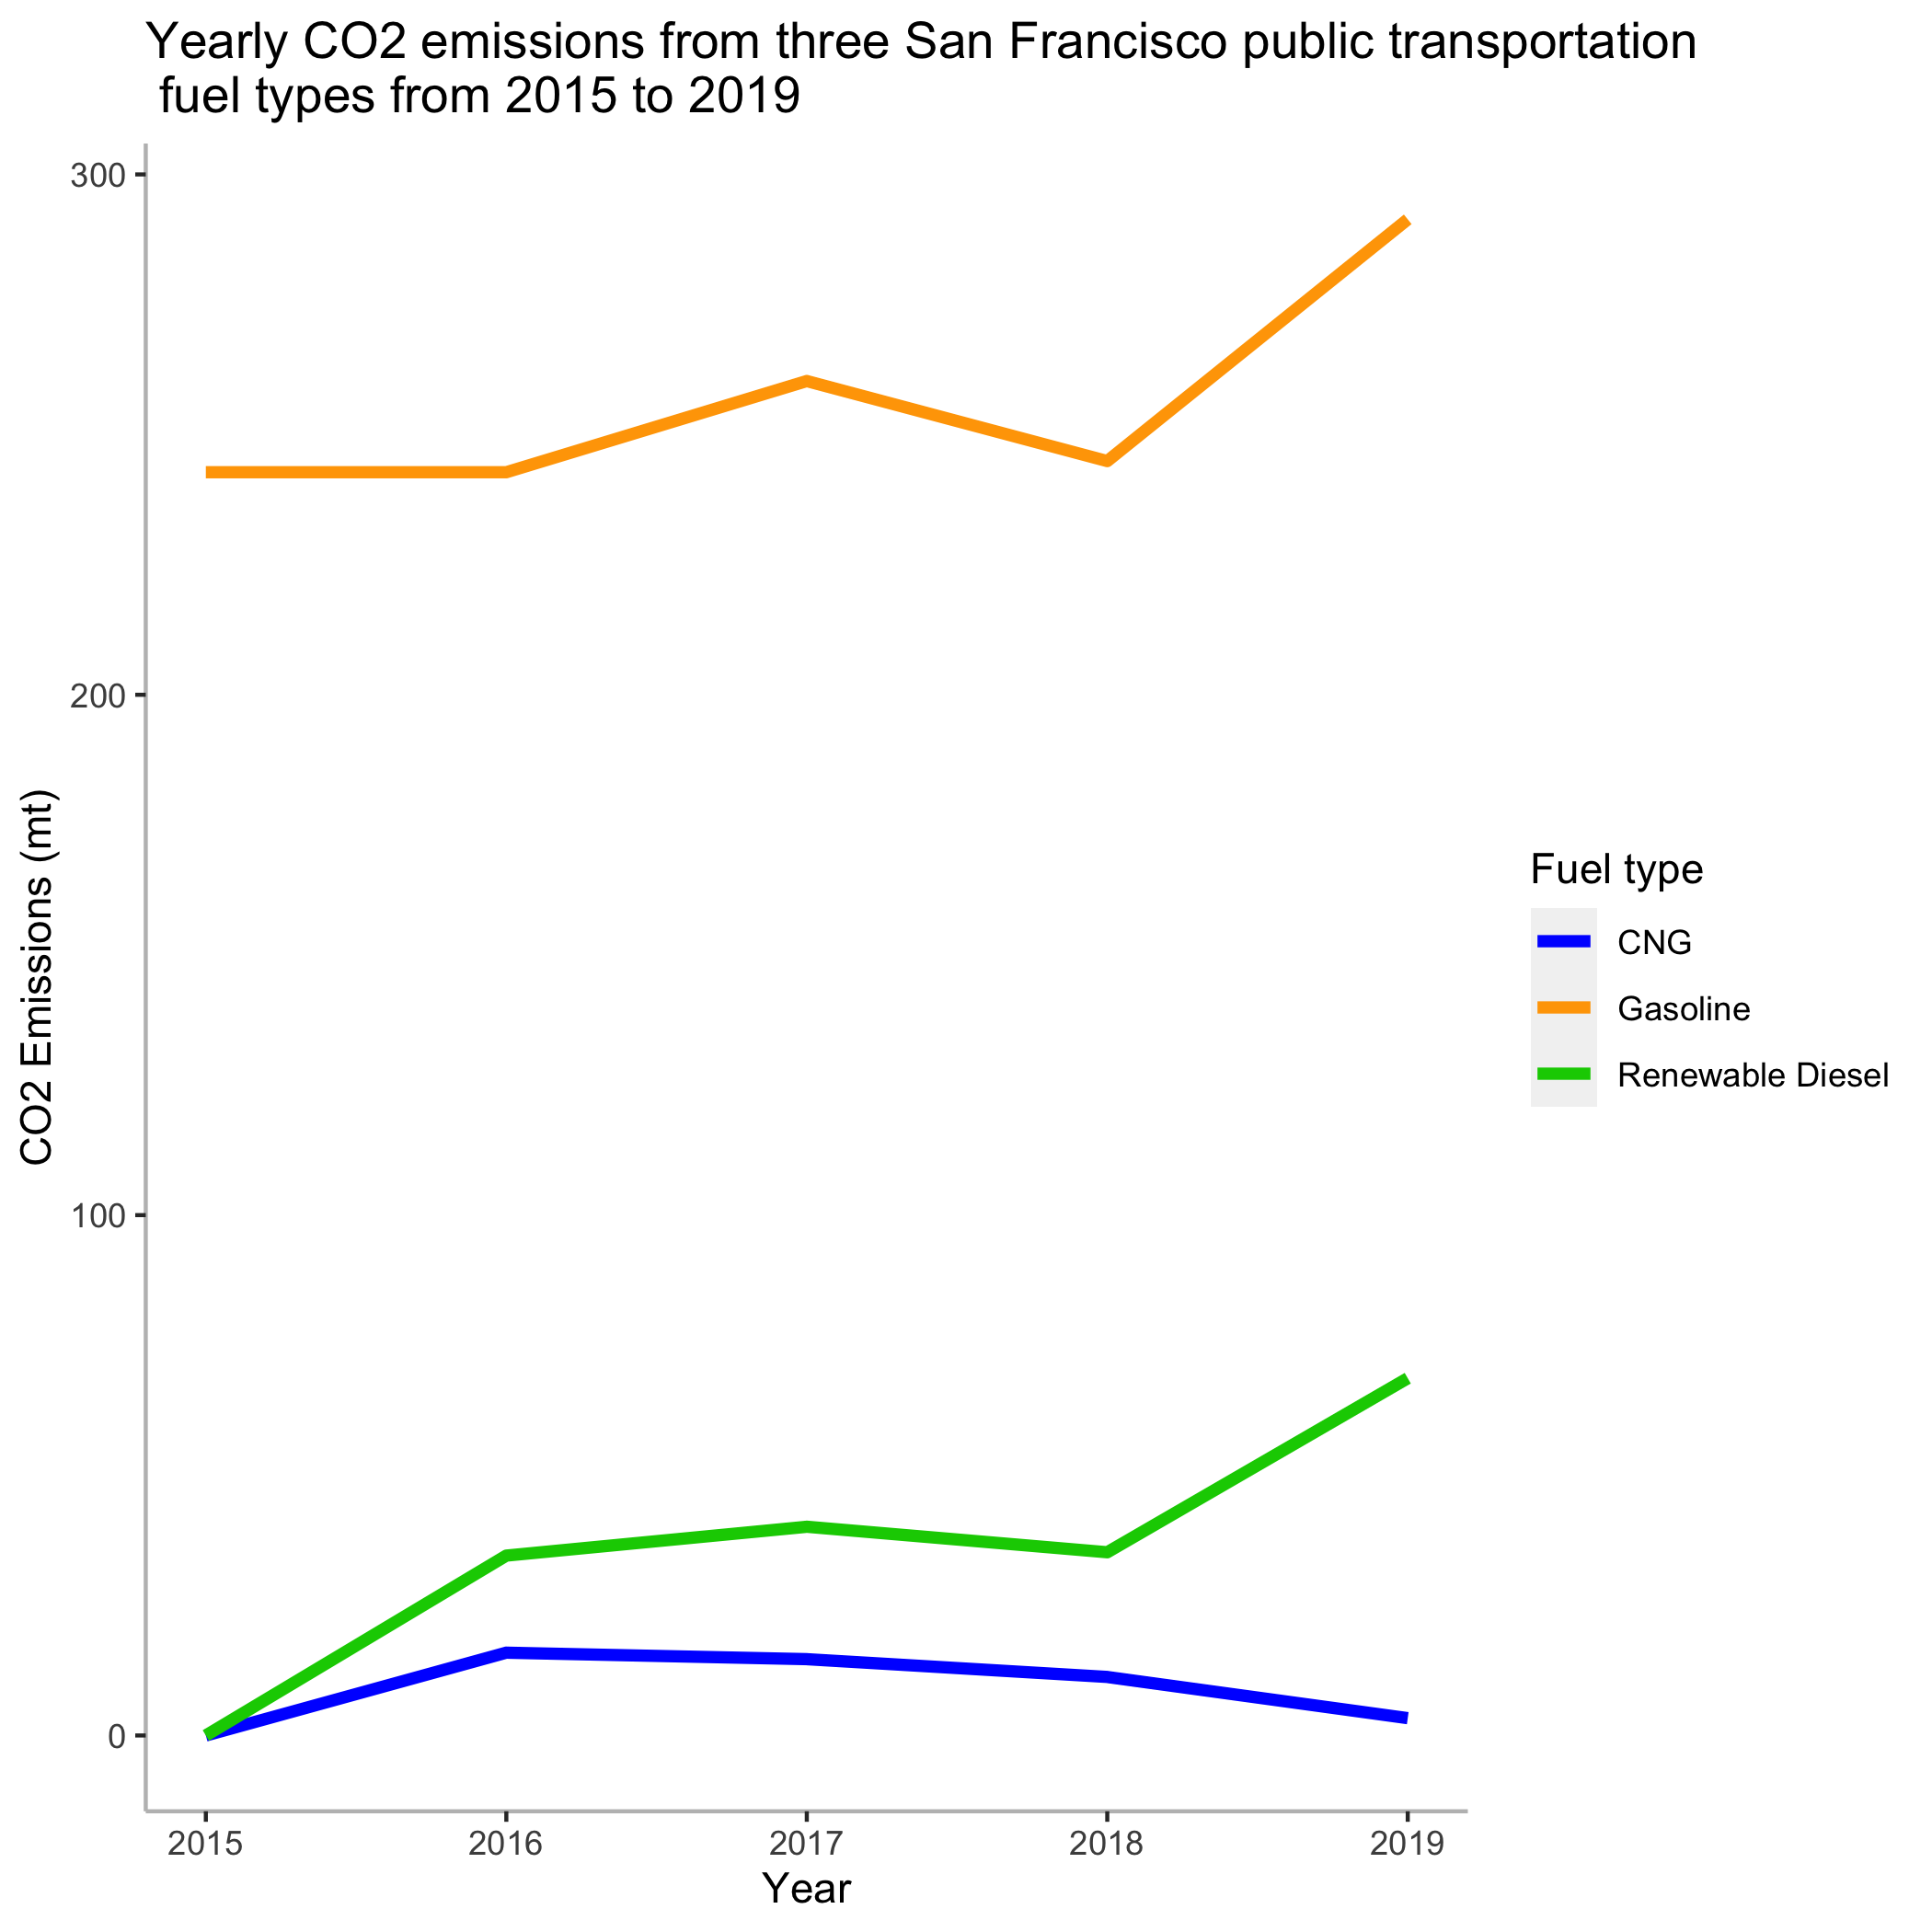 Yearly CO2 emissions from three San Francisco public transportation
fuel types from 2015 to 2019
300
200
100
0
CO2 Emissions (mt)
2015 2016 2017 2018 2019
Year
Fuel type
CNG
Gasoline
Renewable Diesel